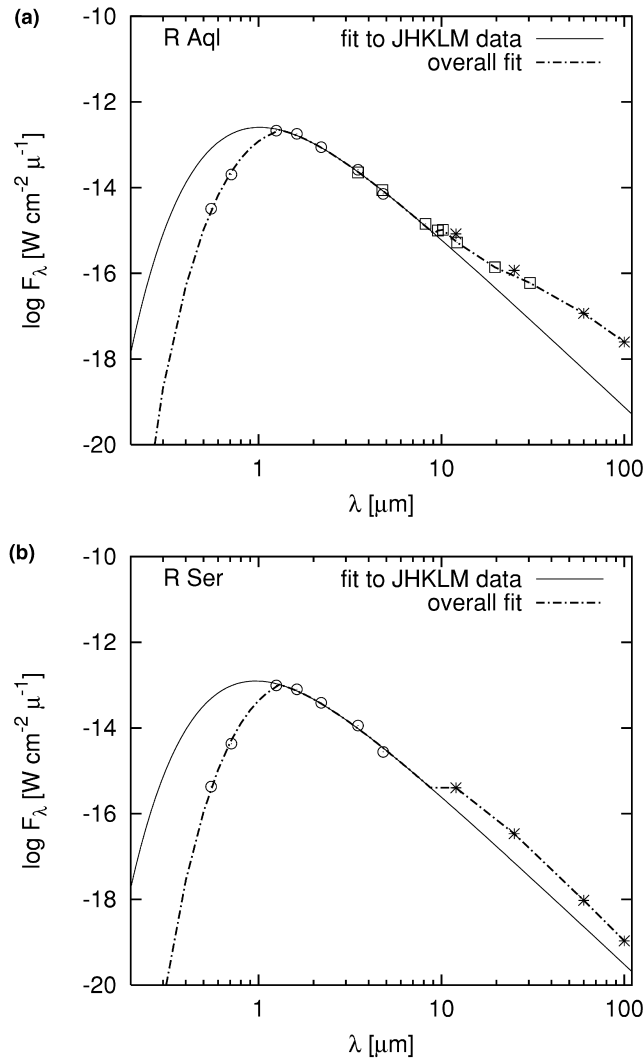 (a)
R Aql
fit to JHKLM data
overall fit
-10
-12
-14
-16
-18
-20
log Fλ [W cm⁻² μ⁻¹]
1
10
100
λ [μm]
(b)
R Ser
fit to JHKLM data
overall fit
-10
-12
-14
-16
-18
-20
log Fλ [W cm⁻² μ⁻¹]
1
10
100
λ [μm]